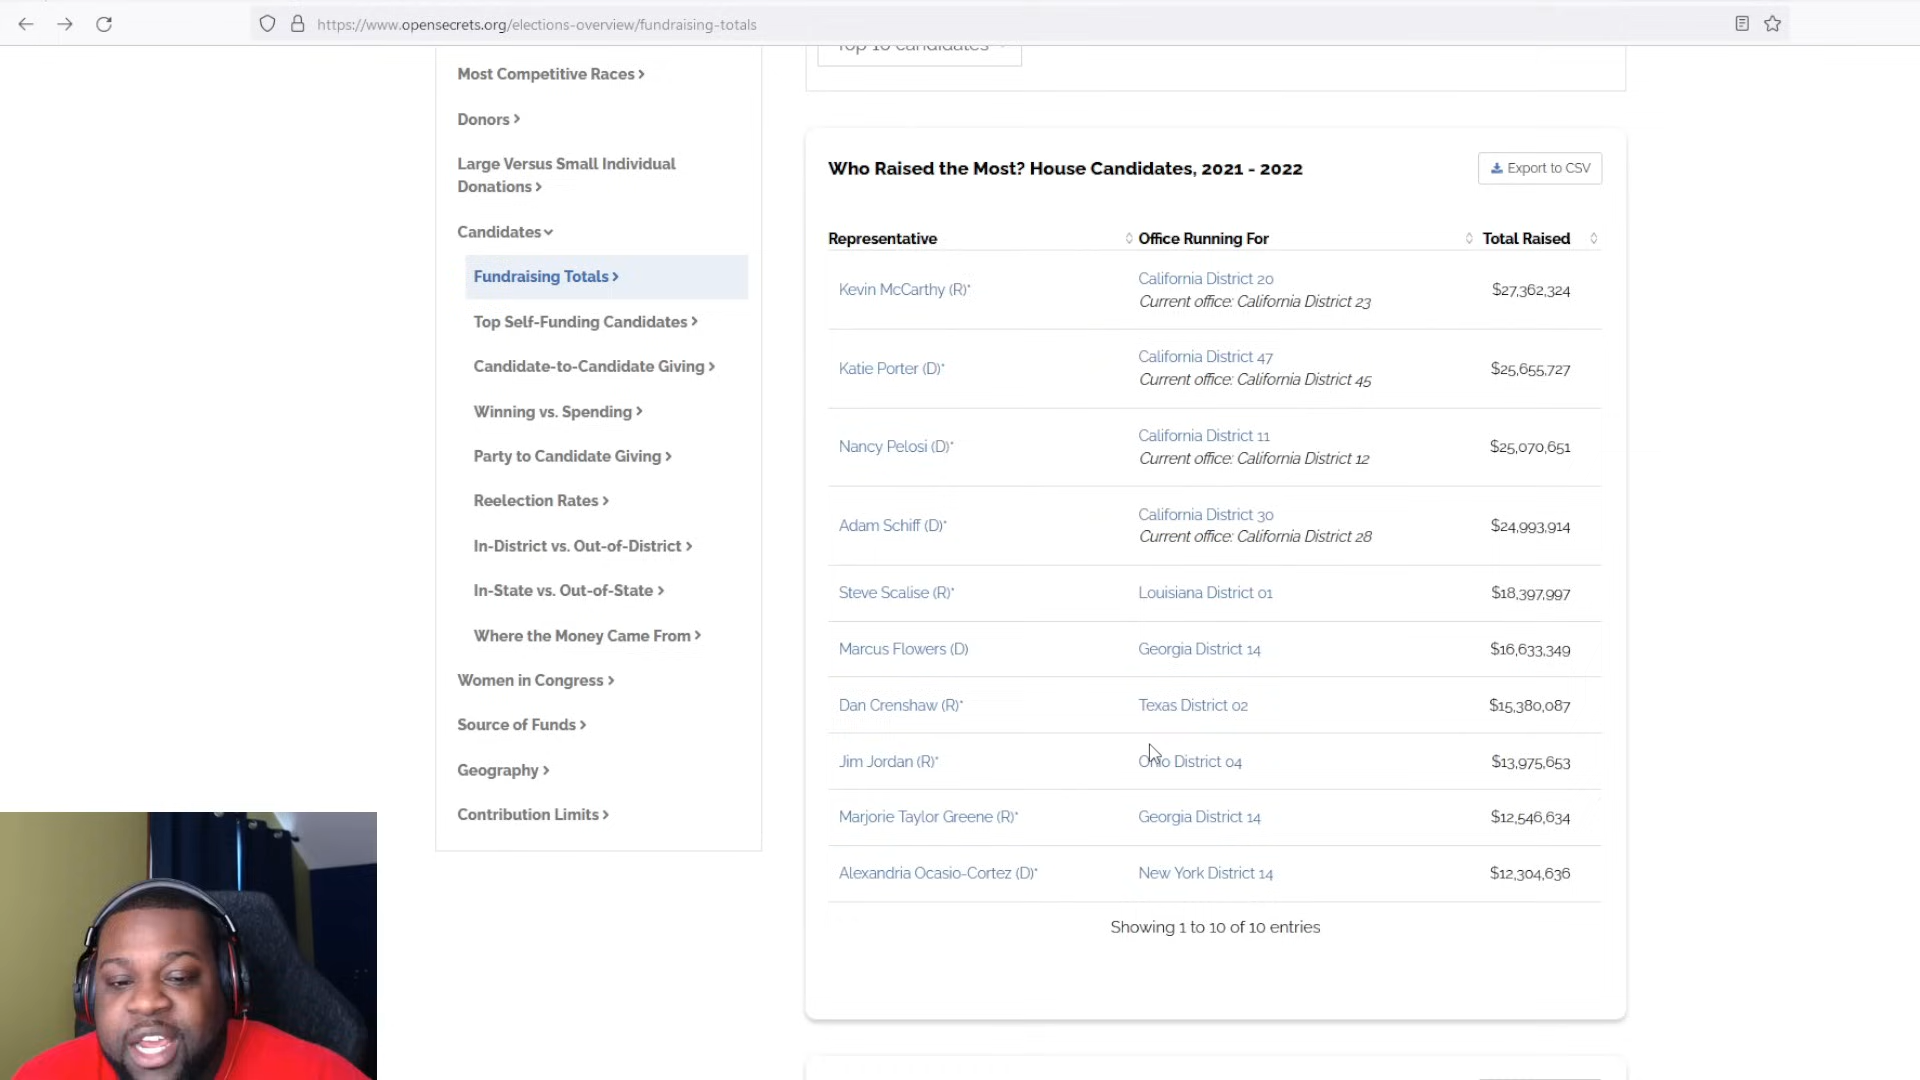 https://www.opensecrets.org/elections-overview/fundraising-totals
Top 10 candidates
Most Competitive Races
Donors
Large Versus Small Individual
Donations
Candidates
Fundraising Totals
Top Self-Funding Candidates
Candidate-to-Candidate Giving
Winning vs. Spending
Party to Candidate Giving
Reelection Rates
In-District vs. Out-of-District
In-State vs. Out-of-State
Where the Money Came From
Women in Congress
Source of Funds
Geography
Contribution Limits
Who Raised the Most? House Candidates, 2021 - 2022
Export to CSV
Representative Office Running For Total Raised
Kevin McCarthy (R)* California District 20 $27,362,324
Current office: California District 23
Katie Porter (D)* California District 47 $25,655,727
Current office: California District 45
Nancy Pelosi (D)* California District 11 $25,070,651
Current office: California District 12
Adam Schiff (D)* California District 30 $24,993,914
Current office: California District 28
Steve Scalise (R)* Louisiana District 01 $18,397,997
Marcus Flowers (D) Georgia District 14 $16,633,349
Dan Crenshaw (R)* Texas District 02 $15,380,087
Jim Jordan (R)* Ohio District 04 $13,975,653
Marjorie Taylor Greene (R)* Georgia District 14 $12,546,634
Alexandria Ocasio-Cortez (D)* New York District 14 $12,304,636
Showing 1 to 10 of 10 entries